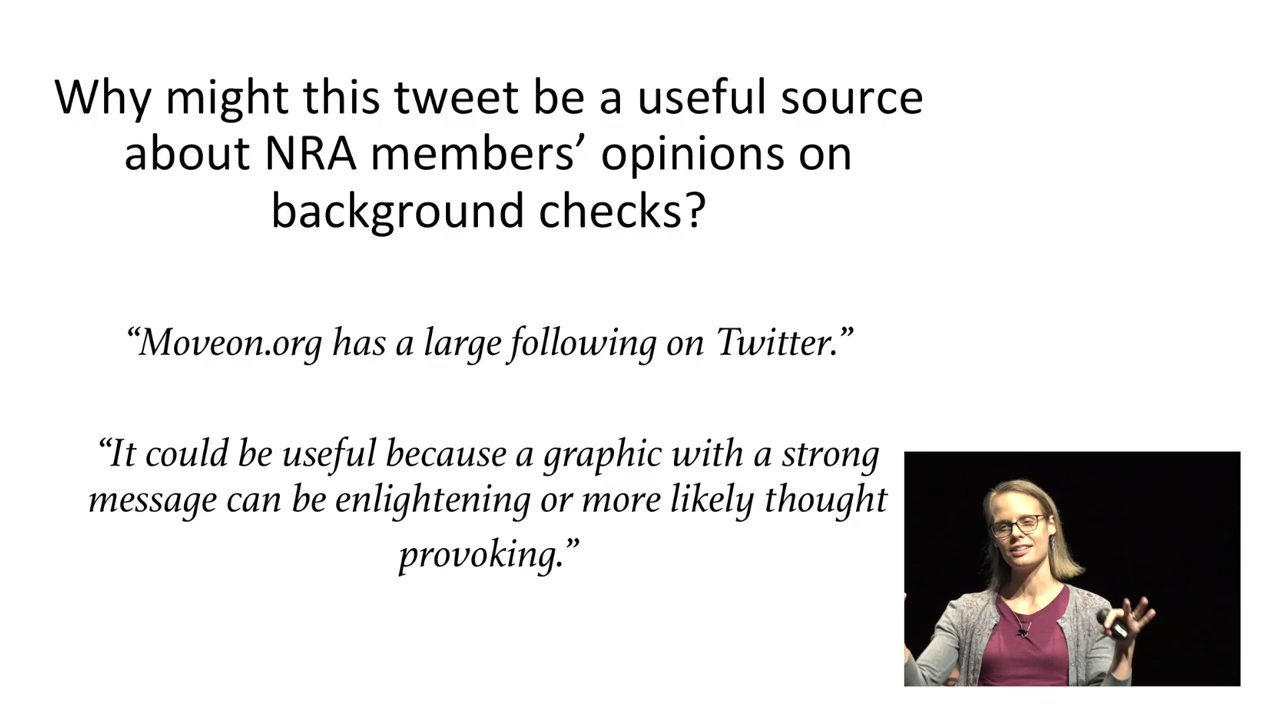 Why might this tweet be a useful source
about NRA members’ opinions on
background checks?
“Moveon.org has a large following on Twitter.”
“It could be useful because a graphic with a strong
message can be enlightening or more likely thought
provoking.”